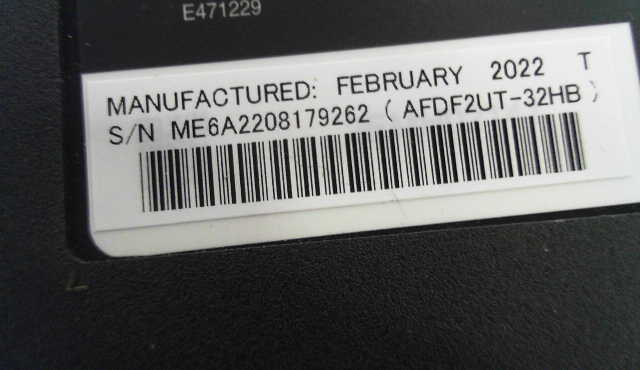 E471229
MANUFACTURED: FEBRUARY 2022 T
S/N ME6A2208179262 ( AFDF2UT-32HB )